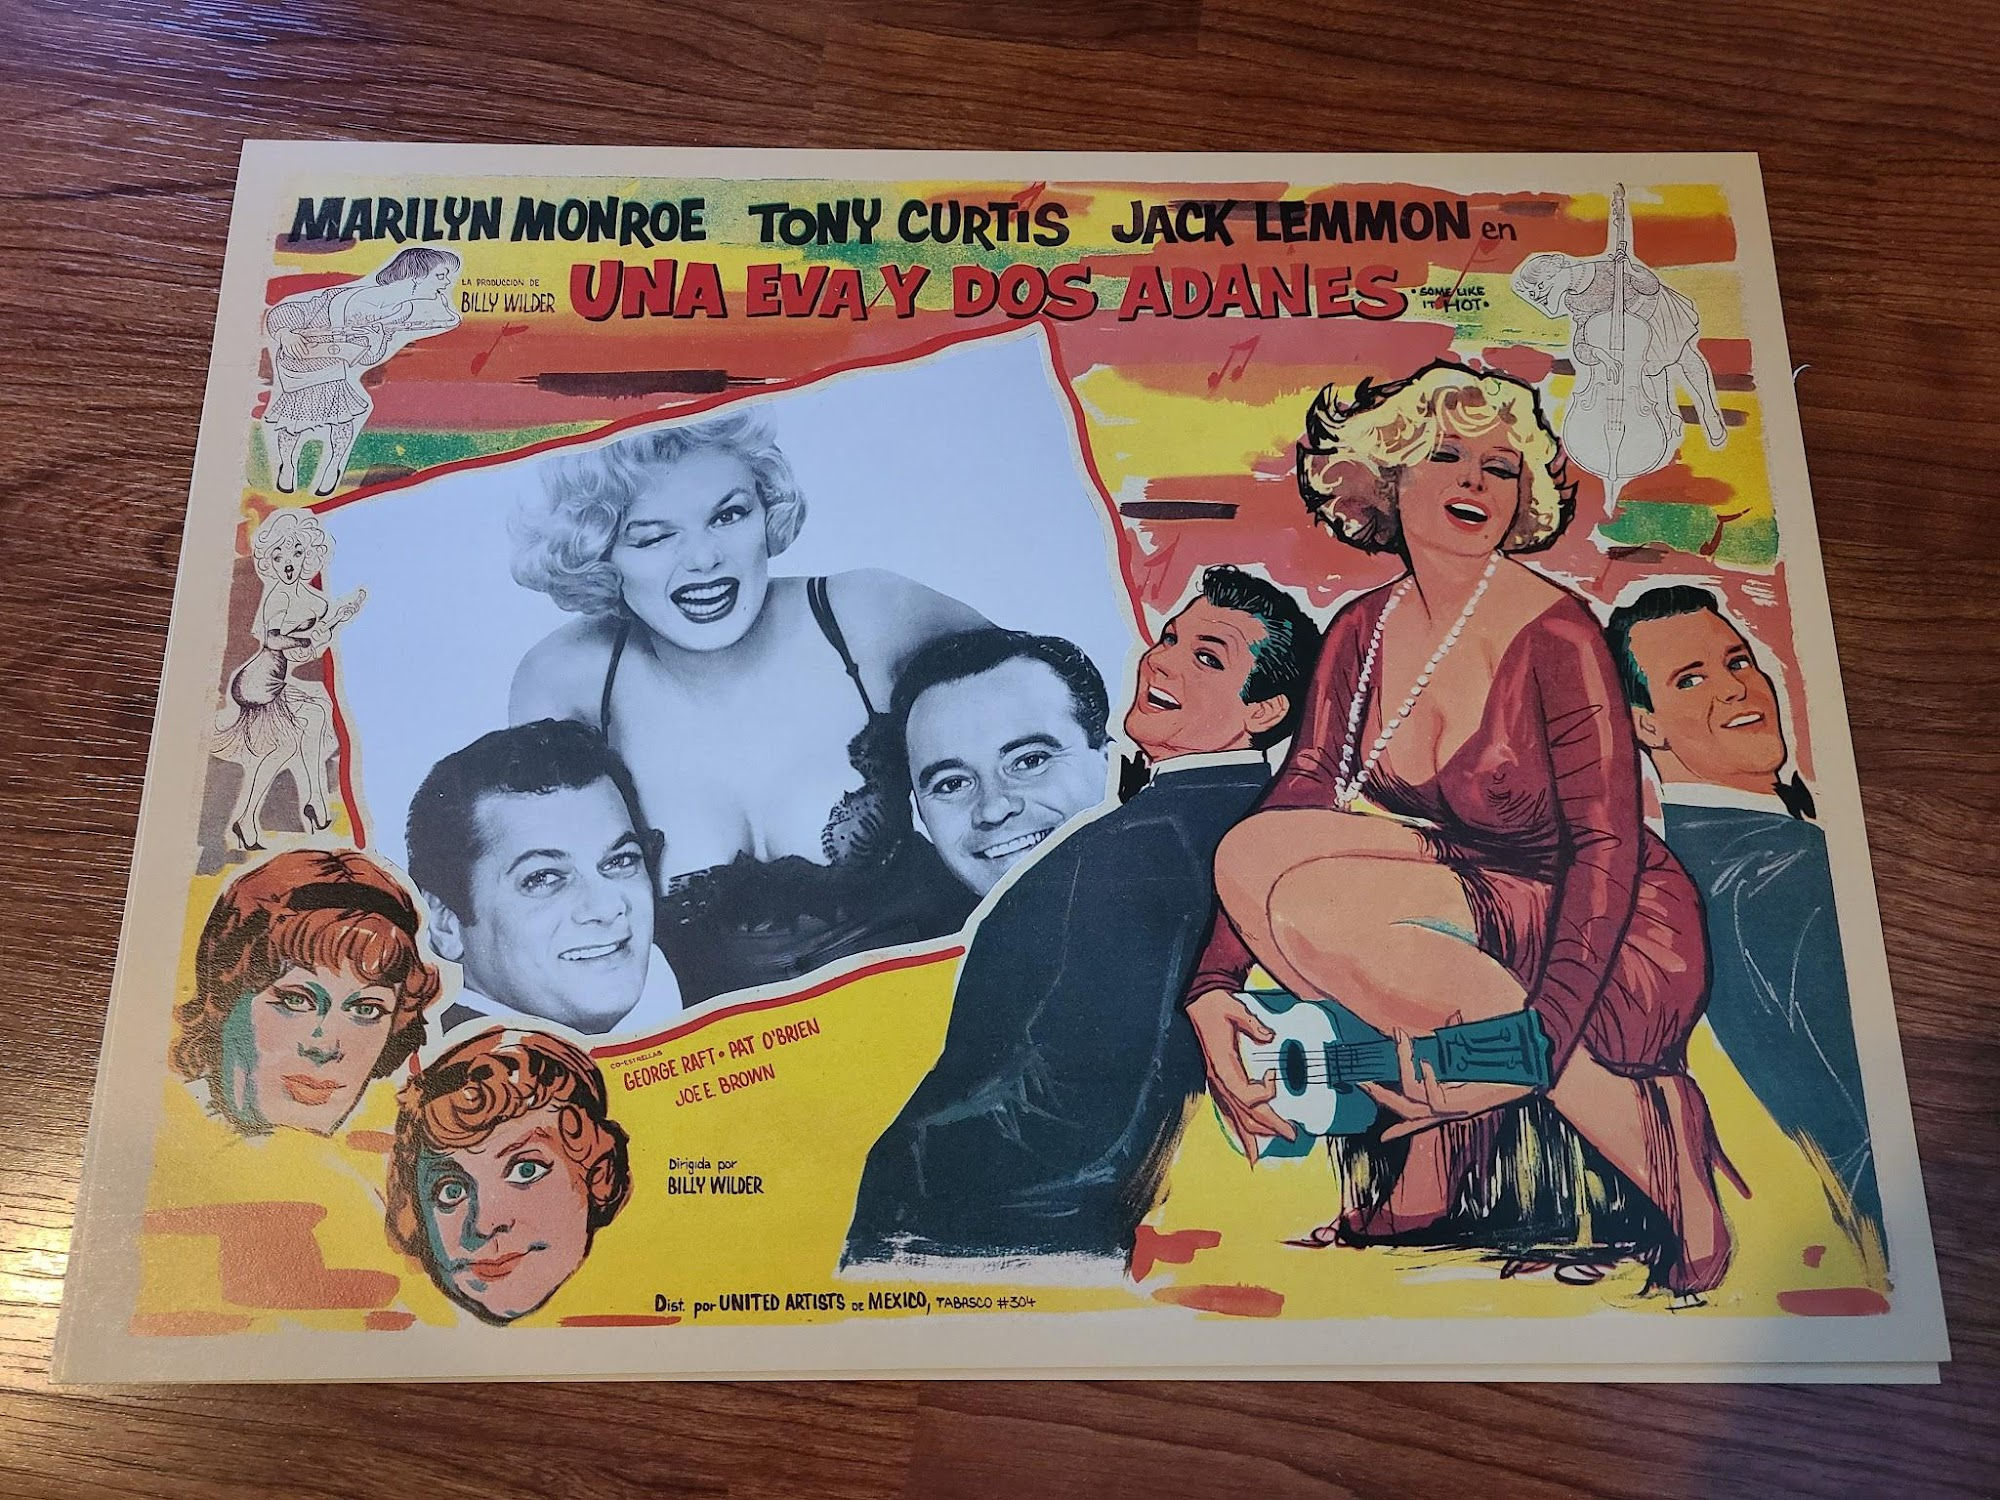 MARILYN MONROE TONY CURTIS JACK LEMMON en
LA PRODUCCION DE
BILLY WILDER
UNA EVA Y DOS ADANES
• SOME LIKE
IT HOT •
CO-ESTRELLAS
GEORGE RAFT • PAT O'BRIEN
JOE E. BROWN
Dirigida por
BILLY WILDER
Dist. por UNITED ARTISTS DE MEXICO, TABASCO #304